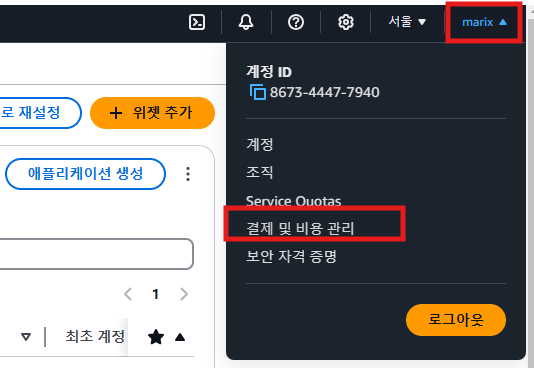 서울 ▼
marix ▲
계정 ID
8673-4447-7940
로 재설정
+ 위젯 추가
계정
애플리케이션 생성
조직
Service Quotas
결제 및 비용 관리
보안 자격 증명
1
로그아웃
최초 계정